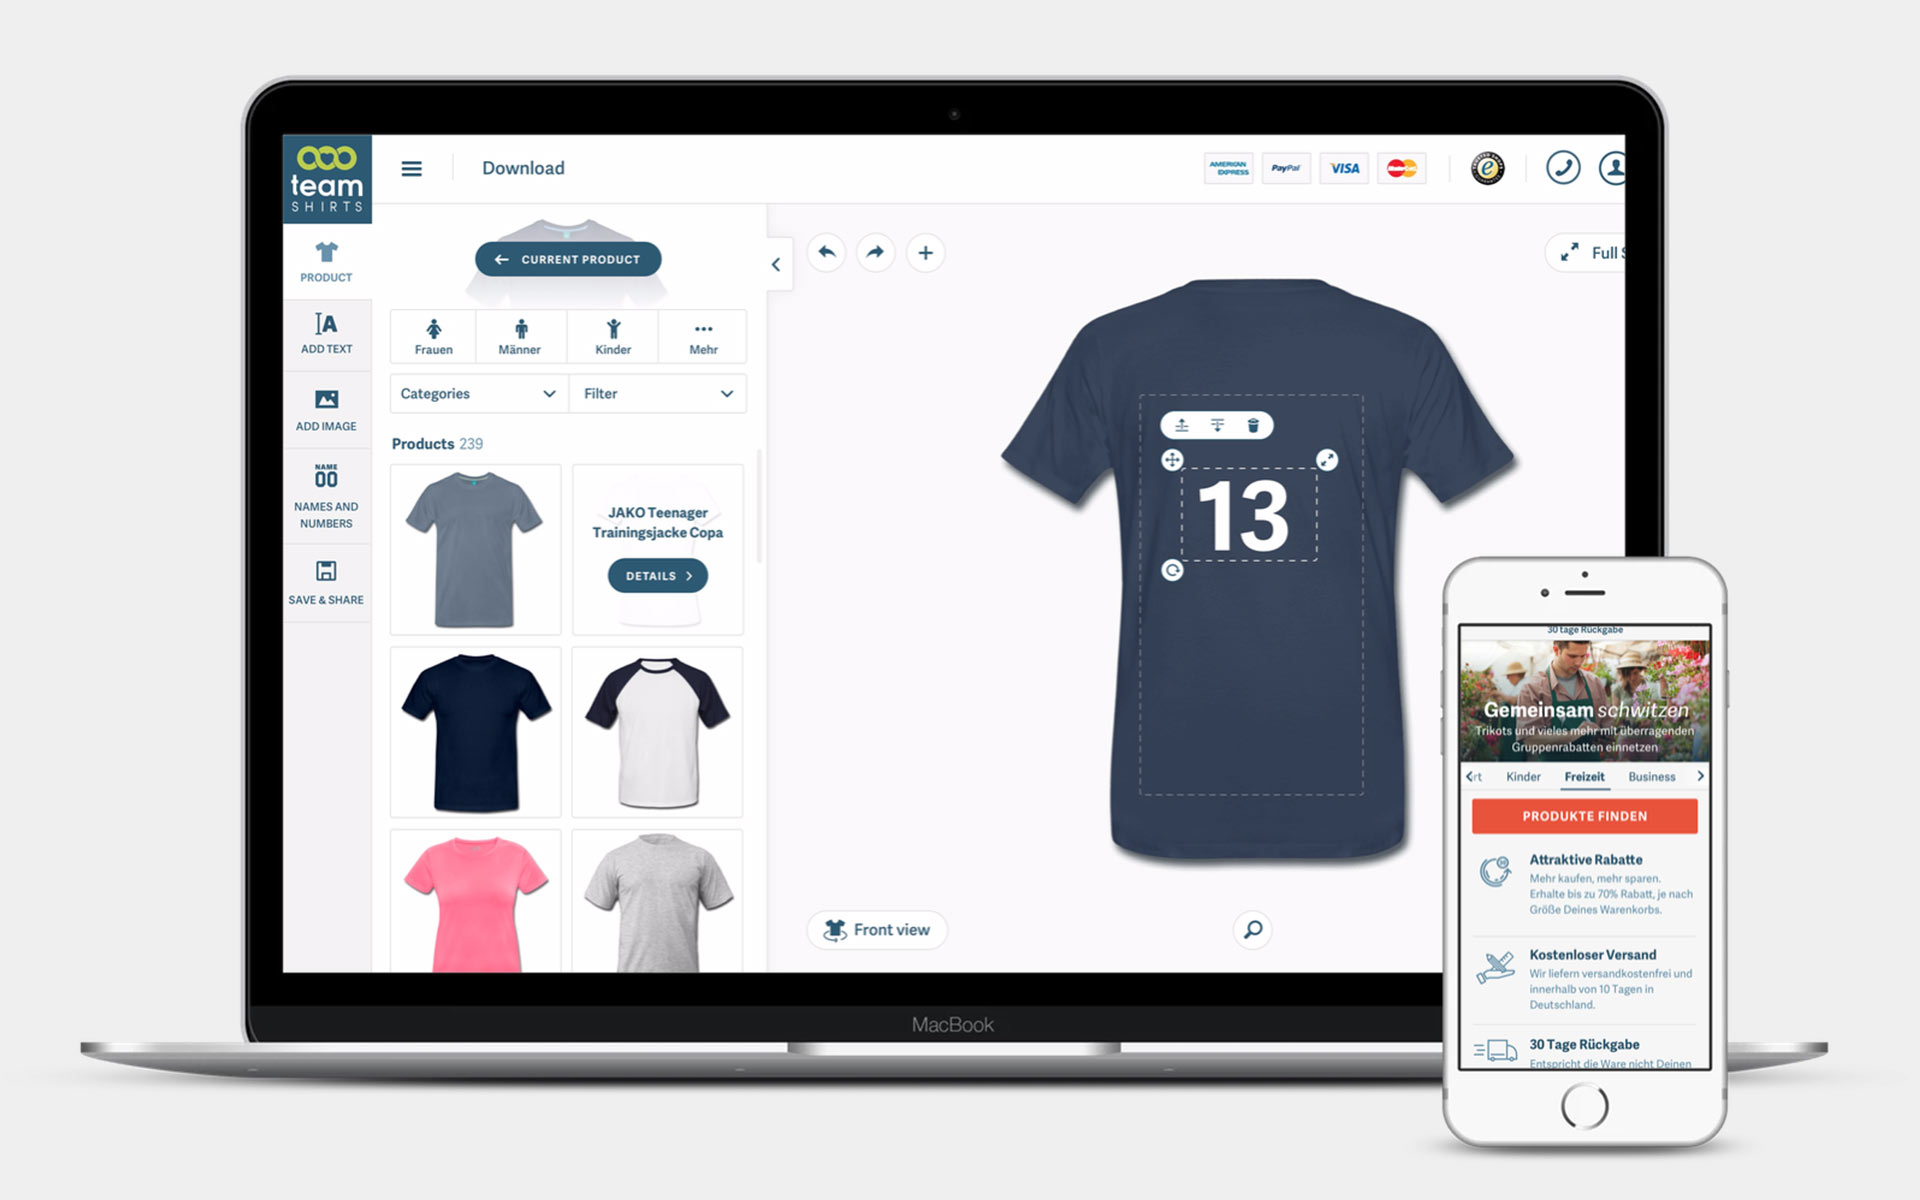 team
SHIRTS
Download
AMERICAN
EXPRESS
PayPal
VISA
MasterCard
e
PRODUCT
ADD TEXT
ADD IMAGE
NAME
00
NAMES AND
NUMBERS
SAVE & SHARE
CURRENT PRODUCT
Frauen
Männer
Kinder
Mehr
Categories
Filter
Products 239
JAKO Teenager
Trainingsjacke Copa
DETAILS
Full S
13
Front view
MacBook
30 tage Rückgabe
Gemeinsam schwitzen
Trikots und vieles mehr mit überragenden
Gruppenrabatten einnetzen
rt
Kinder
Freizeit
Business
PRODUKTE FINDEN
Attraktive Rabatte
Mehr kaufen, mehr sparen.
Erhalte bis zu 70% Rabatt, je nach
Größe Deines Warenkorbs.
Kostenloser Versand
Wir liefern versandkostenfrei und
innerhalb von 10 Tagen in
Deutschland.
30 Tage Rückgabe
Entspricht die Ware nicht Deinen